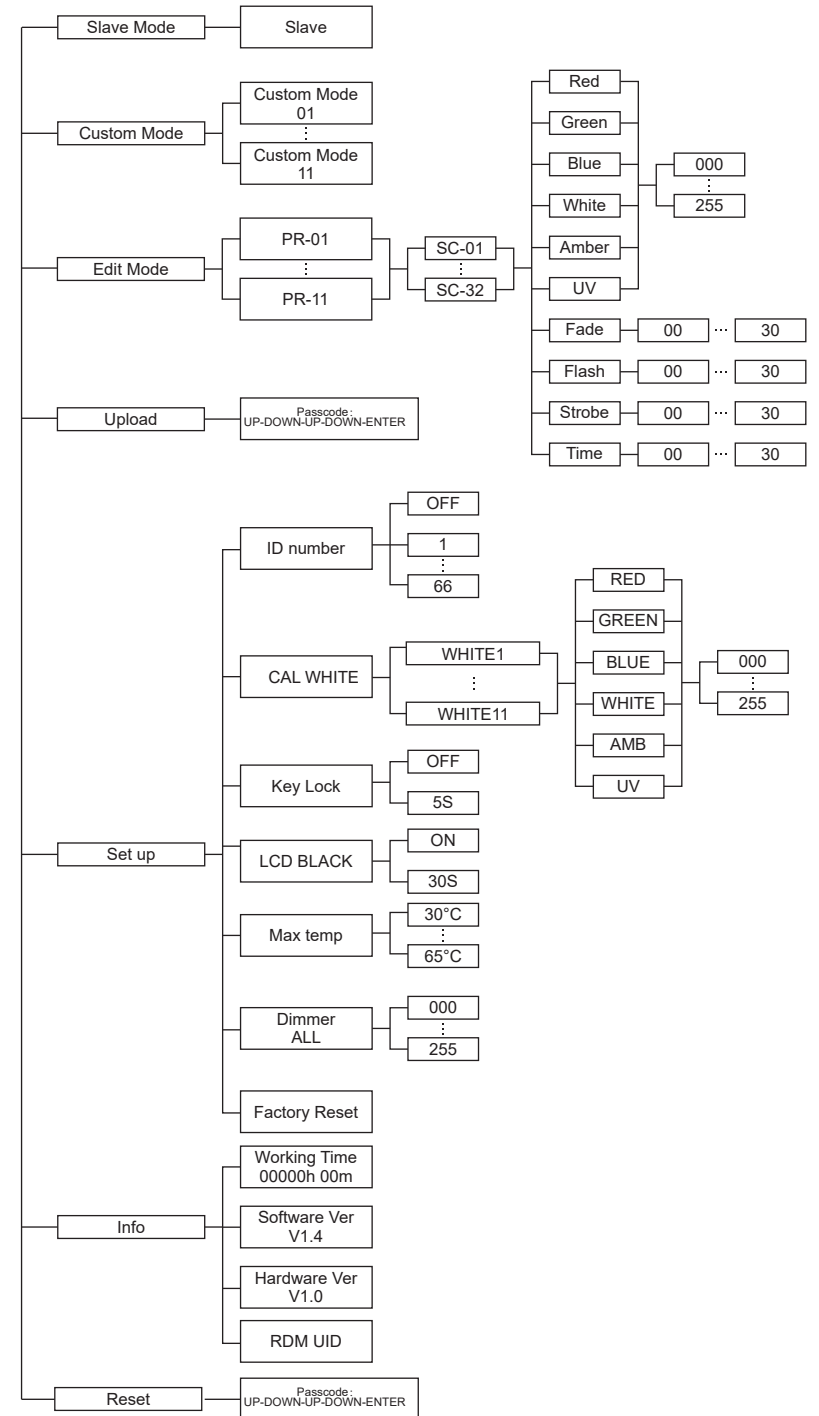 Slave Mode
Slave
Custom Mode
Custom Mode
01
Custom Mode
11
Edit Mode
PR-01
PR-11
SC-01
SC-32
Red
Green
Blue
White
Amber
UV
000
255
Fade
00
30
Flash
00
30
Strobe
00
30
Time
00
30
Upload
Passcode:
UP-DOWN-UP-DOWN-ENTER
Set up
ID number
OFF
1
66
CAL WHITE
WHITE1
WHITE11
RED
GREEN
BLUE
WHITE
AMB
UV
000
255
Key Lock
OFF
5S
LCD BLACK
ON
30S
Max temp
30°C
65°C
Dimmer
ALL
000
255
Factory Reset
Info
Working Time
00000h 00m
Software Ver
V1.4
Hardware Ver
V1.0
RDM UID
Reset
Passcode:
UP-DOWN-UP-DOWN-ENTER